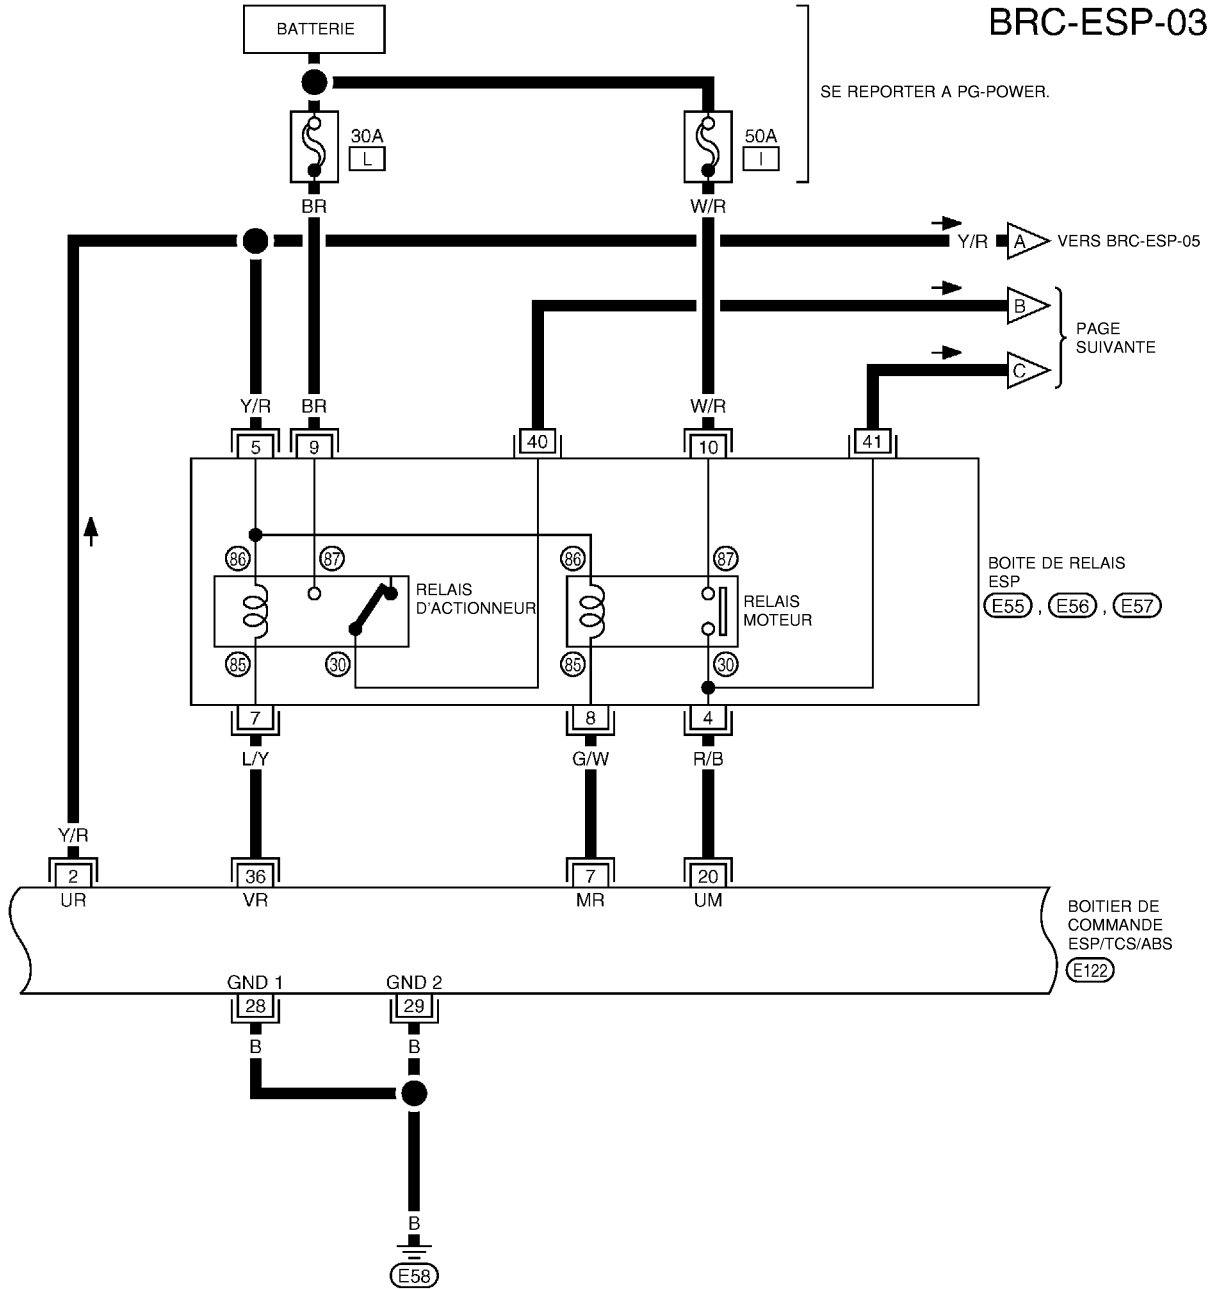 BRC-ESP-03
BATTERIE
SE REPORTER A PG-POWER.
30A
L
50A
I
BR
W/R
Y/R
A
VERS BRC-ESP-05
B
PAGE
SUIVANTE
C
Y/R
BR
W/R
5
9
40
10
41
86
87
86
87
RELAIS
D'ACTIONNEUR
RELAIS
MOTEUR
BOITE DE RELAIS
ESP
E55 , E56 , E57
85
30
85
30
7
8
4
L/Y
G/W
R/B
Y/R
2
36
7
20
UR
VR
MR
UM
BOITIER DE
COMMANDE
ESP/TCS/ABS
E122
GND 1
GND 2
28
29
B
B
B
E58